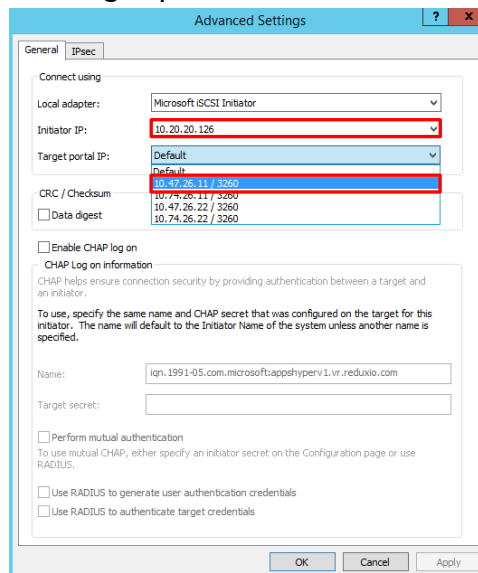 Advanced Settings
? x
General IPsec
Connect using
Local adapter: Microsoft iSCSI Initiator
Initiator IP: 10.20.20.126
Target portal IP: Default
Default
10.47.26.11 / 3260
10.74.26.11 / 3260
10.47.26.22 / 3260
10.74.26.22 / 3260
CRC / Checksum
Data digest
Enable CHAP log on
CHAP Log on information
CHAP helps ensure connection security by providing authentication between a target and
an initiator.
To use, specify the same name and CHAP secret that was configured on the target for this
initiator. The name will default to the Initiator Name of the system unless another name is
specified.
Name: iqn.1991-05.com.microsoft:appshyperv1.vr.reduxio.com
Target secret:
Perform mutual authentication
To use mutual CHAP, either specify an initiator secret on the Configuration page or use
RADIUS.
Use RADIUS to generate user authentication credentials
Use RADIUS to authenticate target credentials
OK Cancel Apply